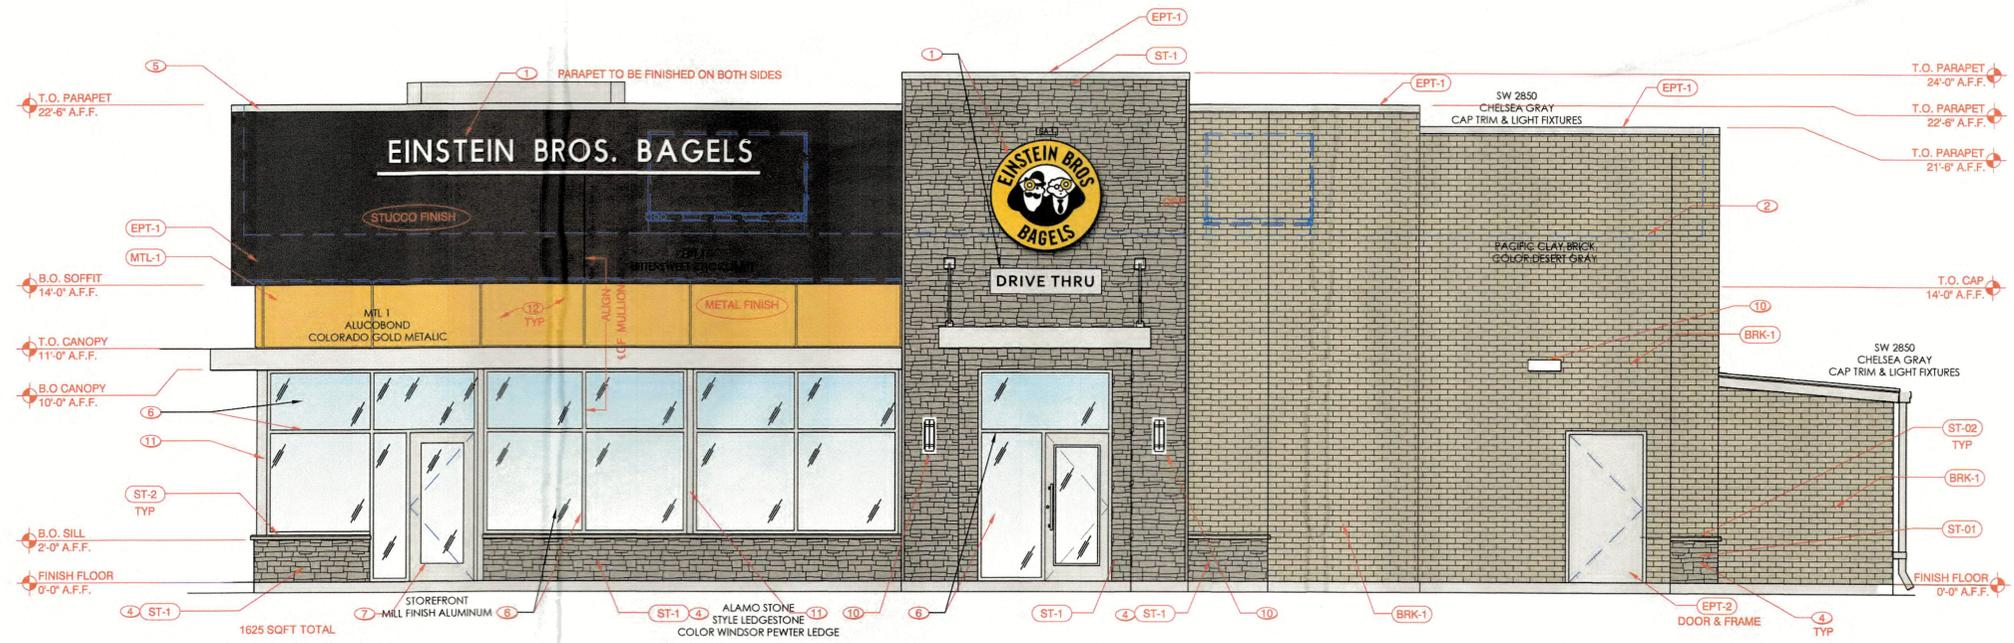 EPT-1
1
ST-1
5
1 PARAPET TO BE FINISHED ON BOTH SIDES
T.O. PARAPET
24'-0" A.F.F.
EPT-1
EPT-1
SW 2850
CHELSEA GRAY
CAP TRIM & LIGHT FIXTURES
T.O. PARAPET
22'-6" A.F.F.
T.O. PARAPET
22'-6" A.F.F.
T.O. PARAPET
21'-6" A.F.F.
EINSTEIN BROS. BAGELS
EINSTEIN BROS
BAGELS
STUCCO FINISH
2
EPT-1
MTL-1
PACIFIC CLAY BRICK
COLOR:DESERT GRAY
DRIVE THRU
B.O. SOFFIT
14'-0" A.F.F.
T.O. CAP
14'-0" A.F.F.
METAL FINISH
12
TYP
ALIGN
OF MULLION
MTL 1
ALUCOBOND
COLORADO GOLD METALIC
10
BRK-1
T.O. CANOPY
11'-0" A.F.F.
SW 2850
CHELSEA GRAY
CAP TRIM & LIGHT FIXTURES
B.O CANOPY
10'-0" A.F.F.
6
11
ST-02
TYP
BRK-1
ST-2
TYP
ST-01
B.O. SILL
2'-0" A.F.F.
FINISH FLOOR
0'-0" A.F.F.
FINISH FLOOR
0'-0" A.F.F.
4 ST-1
7
STOREFRONT
MILL FINISH ALUMINUM
6
ST-1 4
ALAMO STONE
STYLE LEDGESTONE
COLOR WINDSOR PEWTER LEDGE
11
10
6
ST-1
4 ST-1
10
BRK-1
EPT-2
DOOR & FRAME
4
TYP
1625 SQFT TOTAL